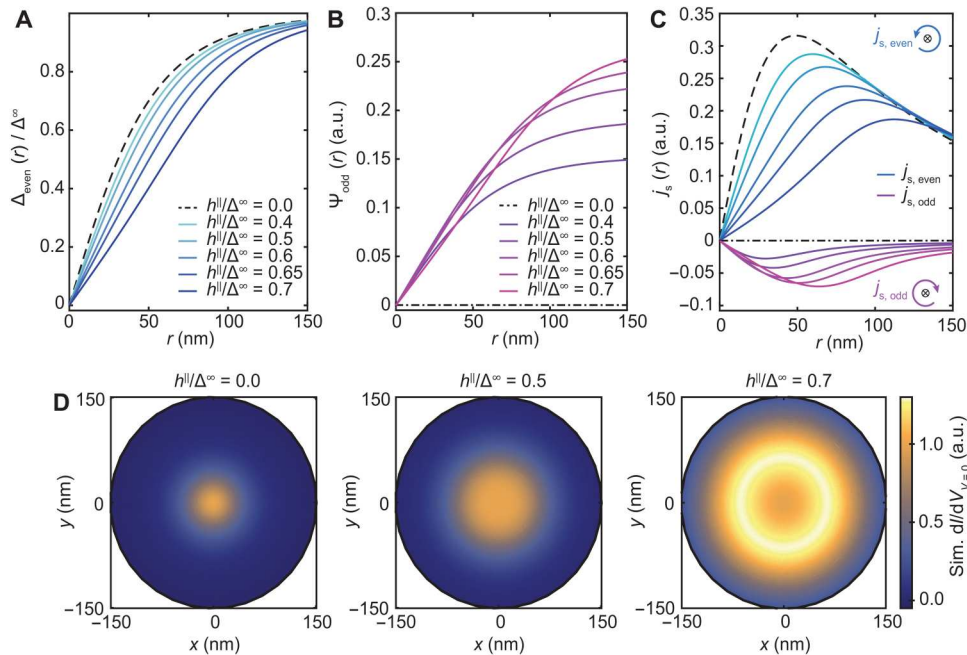 A
Δeven (r) / Δ∞
0.8
0.6
0.4
0.2
0
0
50
100
150
r (nm)
h||/Δ∞ = 0.0
h||/Δ∞ = 0.4
h||/Δ∞ = 0.5
h||/Δ∞ = 0.6
h||/Δ∞ = 0.65
h||/Δ∞ = 0.7
B
Ψodd (r) (a.u.)
0.3
0.25
0.2
0.15
0.1
0.05
0
0
50
100
150
r (nm)
h||/Δ∞ = 0.0
h||/Δ∞ = 0.4
h||/Δ∞ = 0.5
h||/Δ∞ = 0.6
h||/Δ∞ = 0.65
h||/Δ∞ = 0.7
C
js (r) (a.u.)
0.35
0.30
0.25
0.20
0.15
0.10
0.05
0
−0.05
−0.1
0
50
100
150
r (nm)
js, even
js, even
js, odd
js, odd
D
h||/Δ∞ = 0.0
h||/Δ∞ = 0.5
h||/Δ∞ = 0.7
y (nm)
150
0
−150
−150
0
150
x (nm)
y (nm)
150
0
−150
−150
0
150
x (nm)
y (nm)
150
0
−150
−150
0
150
x (nm)
1.0
0.5
0.0
Sim. dI/dVV = 0 (a.u.)